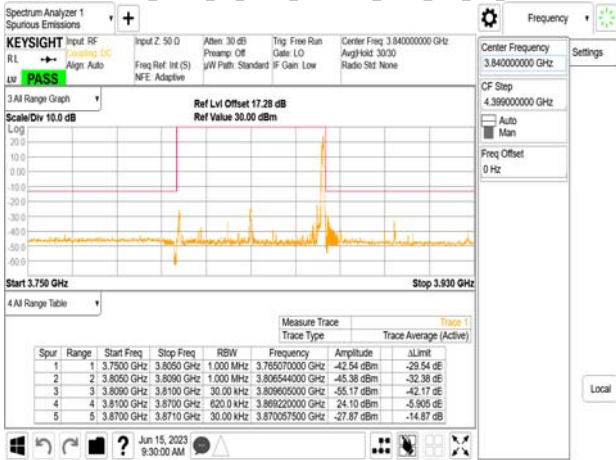 Spectrum Analyzer 1
Spurious Emissions
Frequency
KEYSIGHT
RL
LW PASS
Input: RF
Coupling: DC
Align: Auto
Input Z: 50 Ω
Freq Ref: Int (S)
NFE: Adaptive
Atten: 30 dB
Preamp: Off
µW Path: Standard
Trig: Free Run
Gate: LO
IF Gain: Low
Center Freq: 3.840000000 GHz
Avg|Hold: 30/30
Radio Std: None
Center Frequency
3.840000000 GHz
Settings
CF Step
4.399000000 GHz
Auto
Man
Freq Offset
0 Hz
Local
3 All Range Graph
Scale/Div 10.0 dB
Ref Lvl Offset 17.28 dB
Ref Value 30.00 dBm
Log
20.0
10.0
0.00
-10.0
-20.0
-30.0
-40.0
-50.0
-60.0
Start 3.750 GHz
Stop 3.930 GHz
4 All Range Table
Measure Trace Trace 1
Trace Type Trace Average (Active)
Spur Range Start Freq Stop Freq RBW Frequency Amplitude ΔLimit
1 1 3.7500 GHz 3.8050 GHz 1.000 MHz 3.765070000 GHz -42.54 dBm -29.54 dB
2 2 3.8050 GHz 3.8090 GHz 1.000 MHz 3.806544000 GHz -45.38 dBm -32.38 dB
3 3 3.8090 GHz 3.8100 GHz 30.00 kHz 3.809605000 GHz -55.17 dBm -42.17 dB
4 4 3.8100 GHz 3.8700 GHz 620.0 kHz 3.869220000 GHz 24.10 dBm -5.905 dB
5 5 3.8700 GHz 3.8710 GHz 30.00 kHz 3.870057500 GHz -27.87 dBm -14.87 dB
Jun 15, 2023
9:30:00 AM